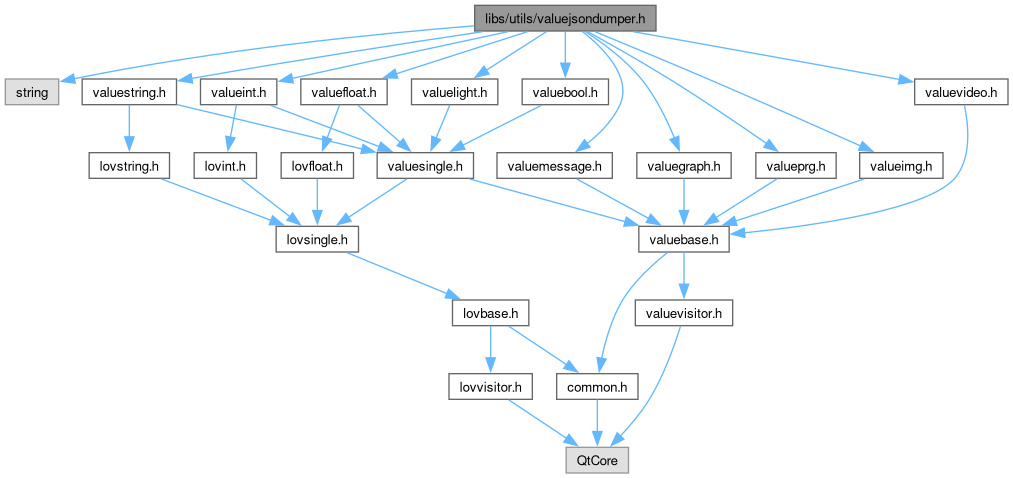 libs/utils/valuejsondumper.h
string
valuestring.h
valueint.h
valuefloat.h
valuelight.h
valuebool.h
valuevideo.h
lovstring.h
lovint.h
lovfloat.h
valuesingle.h
valuemessage.h
valuegraph.h
valueprg.h
valueimg.h
lovsingle.h
valuebase.h
lovbase.h
valuevisitor.h
lovvisitor.h
common.h
QtCore